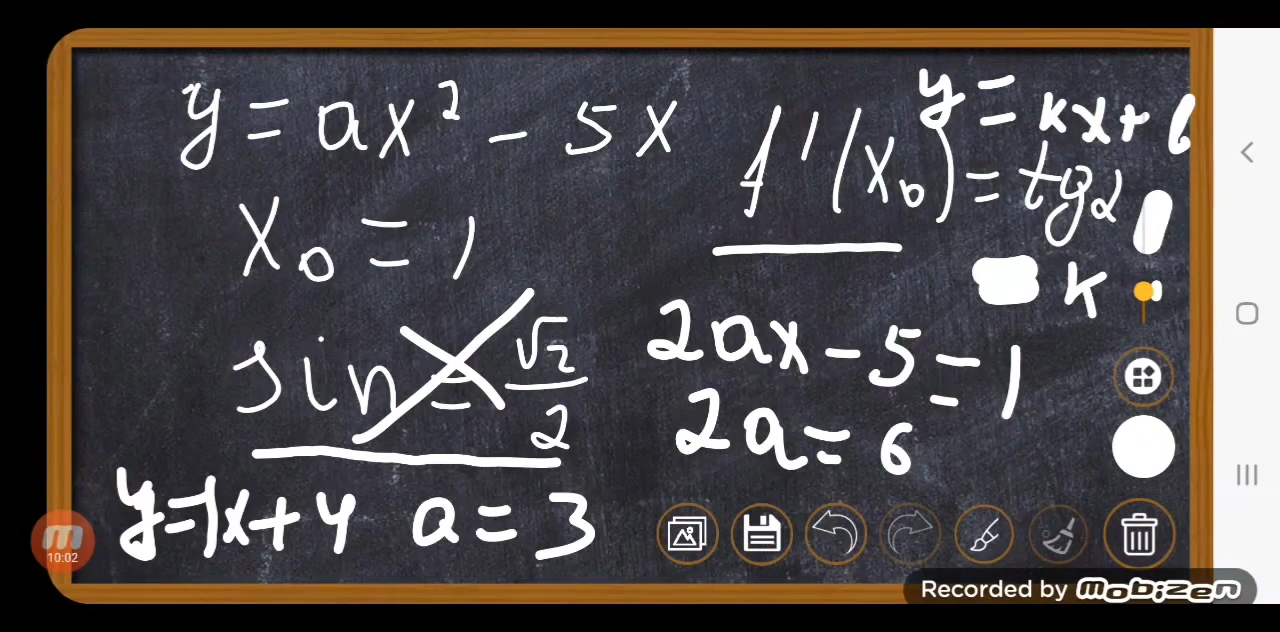 y = ax² - 5x
x₀ = 1
sin = √2/2
y = 1x + 4
a = 3
y = kx + b
f'(x₀) = tgα
k
2ax - 5 = 1
2a = 6
10:02
Recorded by mobizen